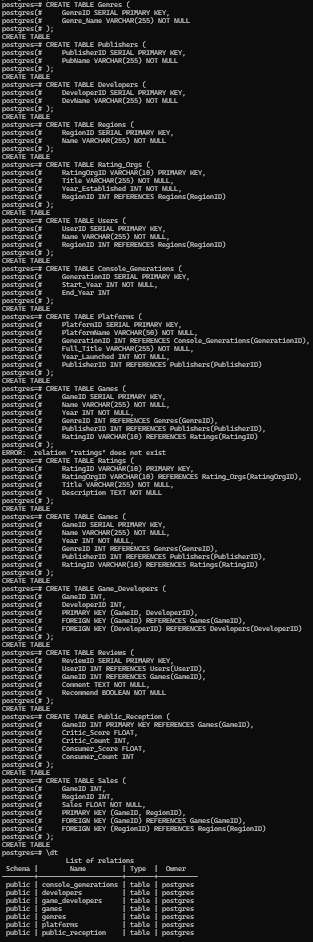 postgres=# CREATE TABLE Genres (
postgres(#     GenreID SERIAL PRIMARY KEY,
postgres(#     Genre_Name VARCHAR(255) NOT NULL
postgres(# );
CREATE TABLE
postgres=# CREATE TABLE Publishers (
postgres(#     PublisherID SERIAL PRIMARY KEY,
postgres(#     PubName VARCHAR(255) NOT NULL
postgres(# );
CREATE TABLE
postgres=# CREATE TABLE Developers (
postgres(#     DeveloperID SERIAL PRIMARY KEY,
postgres(#     DevName VARCHAR(255) NOT NULL
postgres(# );
CREATE TABLE
postgres=# CREATE TABLE Regions (
postgres(#     RegionID SERIAL PRIMARY KEY,
postgres(#     Name VARCHAR(255) NOT NULL
postgres(# );
CREATE TABLE
postgres=# CREATE TABLE Rating_Orgs (
postgres(#     RatingOrgID VARCHAR(10) PRIMARY KEY,
postgres(#     Title VARCHAR(255) NOT NULL,
postgres(#     Year_Established INT NOT NULL,
postgres(#     RegionID INT REFERENCES Regions(RegionID)
postgres(# );
CREATE TABLE
postgres=# CREATE TABLE Users (
postgres(#     UserID SERIAL PRIMARY KEY,
postgres(#     Name VARCHAR(255) NOT NULL,
postgres(#     RegionID INT REFERENCES Regions(RegionID)
postgres(# );
CREATE TABLE
postgres=# CREATE TABLE Console_Generations (
postgres(#     GenerationID SERIAL PRIMARY KEY,
postgres(#     Start_Year INT NOT NULL,
postgres(#     End_Year INT
postgres(# );
CREATE TABLE
postgres=# CREATE TABLE Platforms (
postgres(#     PlatformID SERIAL PRIMARY KEY,
postgres(#     PlatformName VARCHAR(50) NOT NULL,
postgres(#     GenerationID INT REFERENCES Console_Generations(GenerationID),
postgres(#     Full_Title VARCHAR(255) NOT NULL,
postgres(#     Year_Launched INT NOT NULL,
postgres(#     PublisherID INT REFERENCES Publishers(PublisherID)
postgres(# );
CREATE TABLE
postgres=# CREATE TABLE Games (
postgres(#     GameID SERIAL PRIMARY KEY,
postgres(#     Name VARCHAR(255) NOT NULL,
postgres(#     Year INT NOT NULL,
postgres(#     GenreID INT REFERENCES Genres(GenreID),
postgres(#     PublisherID INT REFERENCES Publishers(PublisherID),
postgres(#     RatingID VARCHAR(10) REFERENCES Ratings(RatingID)
postgres(# );
ERROR:  relation "ratings" does not exist
postgres=# CREATE TABLE Ratings (
postgres(#     RatingID VARCHAR(10) PRIMARY KEY,
postgres(#     RatingOrgID VARCHAR(10) REFERENCES Rating_Orgs(RatingOrgID),
postgres(#     Title VARCHAR(255) NOT NULL,
postgres(#     Description TEXT NOT NULL
postgres(# );
CREATE TABLE
postgres=# CREATE TABLE Games (
postgres(#     GameID SERIAL PRIMARY KEY,
postgres(#     Name VARCHAR(255) NOT NULL,
postgres(#     Year INT NOT NULL,
postgres(#     GenreID INT REFERENCES Genres(GenreID),
postgres(#     PublisherID INT REFERENCES Publishers(PublisherID),
postgres(#     RatingID VARCHAR(10) REFERENCES Ratings(RatingID)
postgres(# );
CREATE TABLE
postgres=# CREATE TABLE Game_Developers (
postgres(#     GameID INT,
postgres(#     DeveloperID INT,
postgres(#     PRIMARY KEY (GameID, DeveloperID),
postgres(#     FOREIGN KEY (GameID) REFERENCES Games(GameID),
postgres(#     FOREIGN KEY (DeveloperID) REFERENCES Developers(DeveloperID)
postgres(# );
CREATE TABLE
postgres=# CREATE TABLE Reviews (
postgres(#     ReviewID SERIAL PRIMARY KEY,
postgres(#     UserID INT REFERENCES Users(UserID),
postgres(#     GameID INT REFERENCES Games(GameID),
postgres(#     Comment TEXT NOT NULL,
postgres(#     Recommend BOOLEAN NOT NULL
postgres(# );
CREATE TABLE
postgres=# CREATE TABLE Public_Reception (
postgres(#     GameID INT PRIMARY KEY REFERENCES Games(GameID),
postgres(#     Critic_Score FLOAT,
postgres(#     Critic_Count INT,
postgres(#     Consumer_Score FLOAT,
postgres(#     Consumer_Count INT
postgres(# );
CREATE TABLE
postgres=# CREATE TABLE Sales (
postgres(#     GameID INT,
postgres(#     RegionID INT,
postgres(#     Sales FLOAT NOT NULL,
postgres(#     PRIMARY KEY (GameID, RegionID),
postgres(#     FOREIGN KEY (GameID) REFERENCES Games(GameID),
postgres(#     FOREIGN KEY (RegionID) REFERENCES Regions(RegionID)
postgres(# );
CREATE TABLE
postgres=# \dt
List of relations
Schema | Name | Type | Owner
public | console_generations | table | postgres
public | developers | table | postgres
public | game_developers | table | postgres
public | games | table | postgres
public | genres | table | postgres
public | platforms | table | postgres
public | public_reception | table | postgres